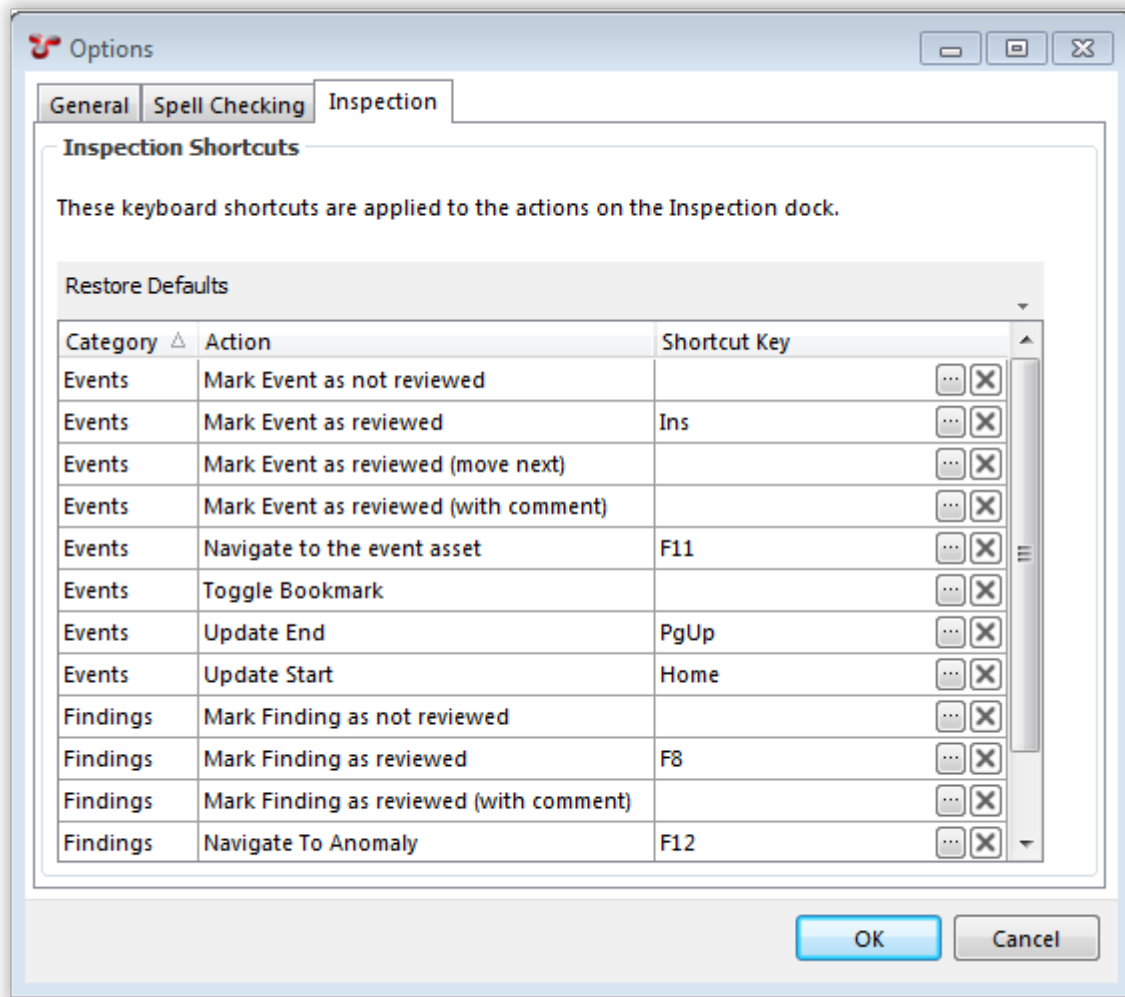 Options
General Spell Checking Inspection
Inspection Shortcuts
These keyboard shortcuts are applied to the actions on the Inspection dock.
Restore Defaults
Category Action Shortcut Key
Events Mark Event as not reviewed
Events Mark Event as reviewed Ins
Events Mark Event as reviewed (move next)
Events Mark Event as reviewed (with comment)
Events Navigate to the event asset F11
Events Toggle Bookmark
Events Update End PgUp
Events Update Start Home
Findings Mark Finding as not reviewed
Findings Mark Finding as reviewed F8
Findings Mark Finding as reviewed (with comment)
Findings Navigate To Anomaly F12
OK Cancel